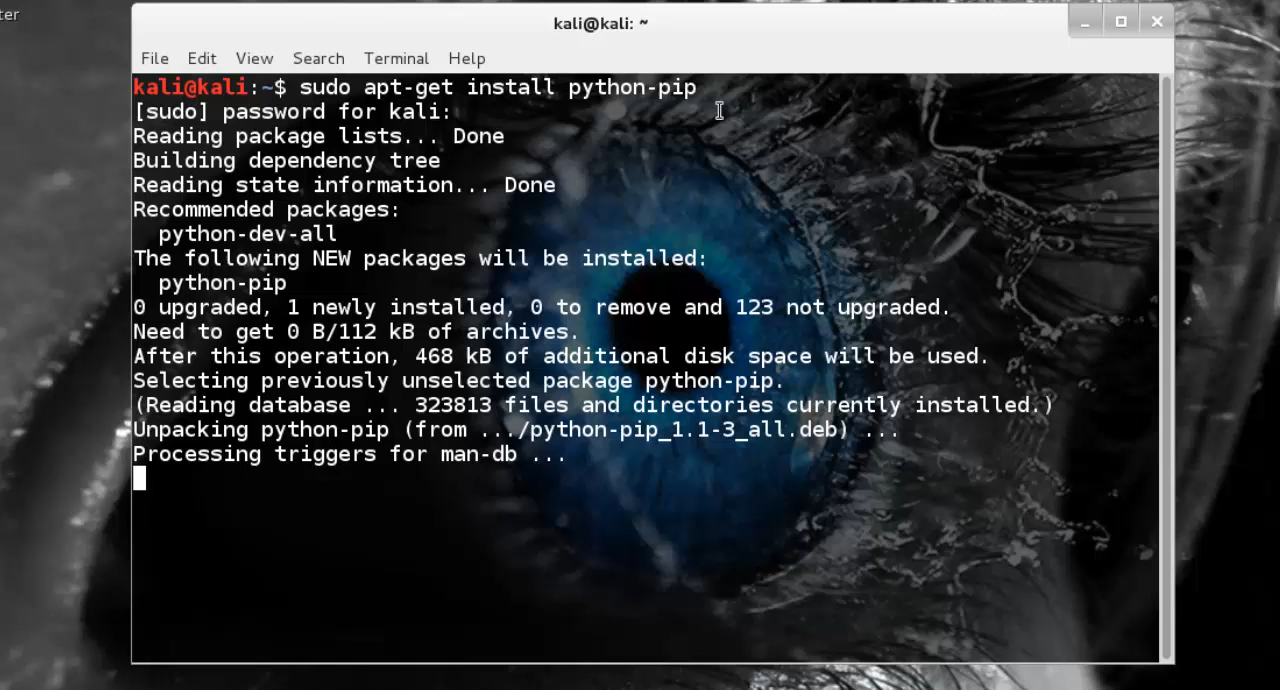 ter
kali@kali: ~
File Edit View Search Terminal Help
kali@kali:~$ sudo apt-get install python-pip
[sudo] password for kali:
Reading package lists... Done
Building dependency tree
Reading state information... Done
Recommended packages:
  python-dev-all
The following NEW packages will be installed:
  python-pip
0 upgraded, 1 newly installed, 0 to remove and 123 not upgraded.
Need to get 0 B/112 kB of archives.
After this operation, 468 kB of additional disk space will be used.
Selecting previously unselected package python-pip.
(Reading database ... 323813 files and directories currently installed.)
Unpacking python-pip (from .../python-pip_1.1-3_all.deb) ...
Processing triggers for man-db ...